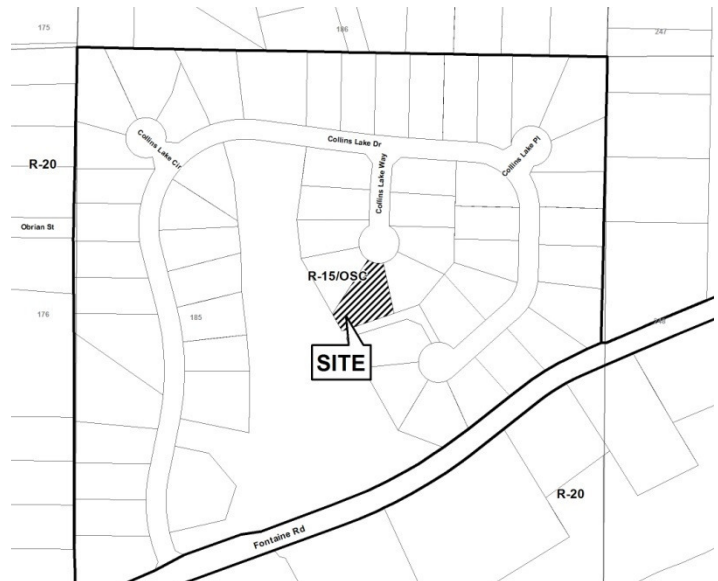 175
186
247
Collins Lake Cir
Collins Lake Dr
Collins Lake Pl
R-20
Collins Lake Way
Obrian St
R-15/OSC
176
185
SITE
R-20
Fontaine Rd